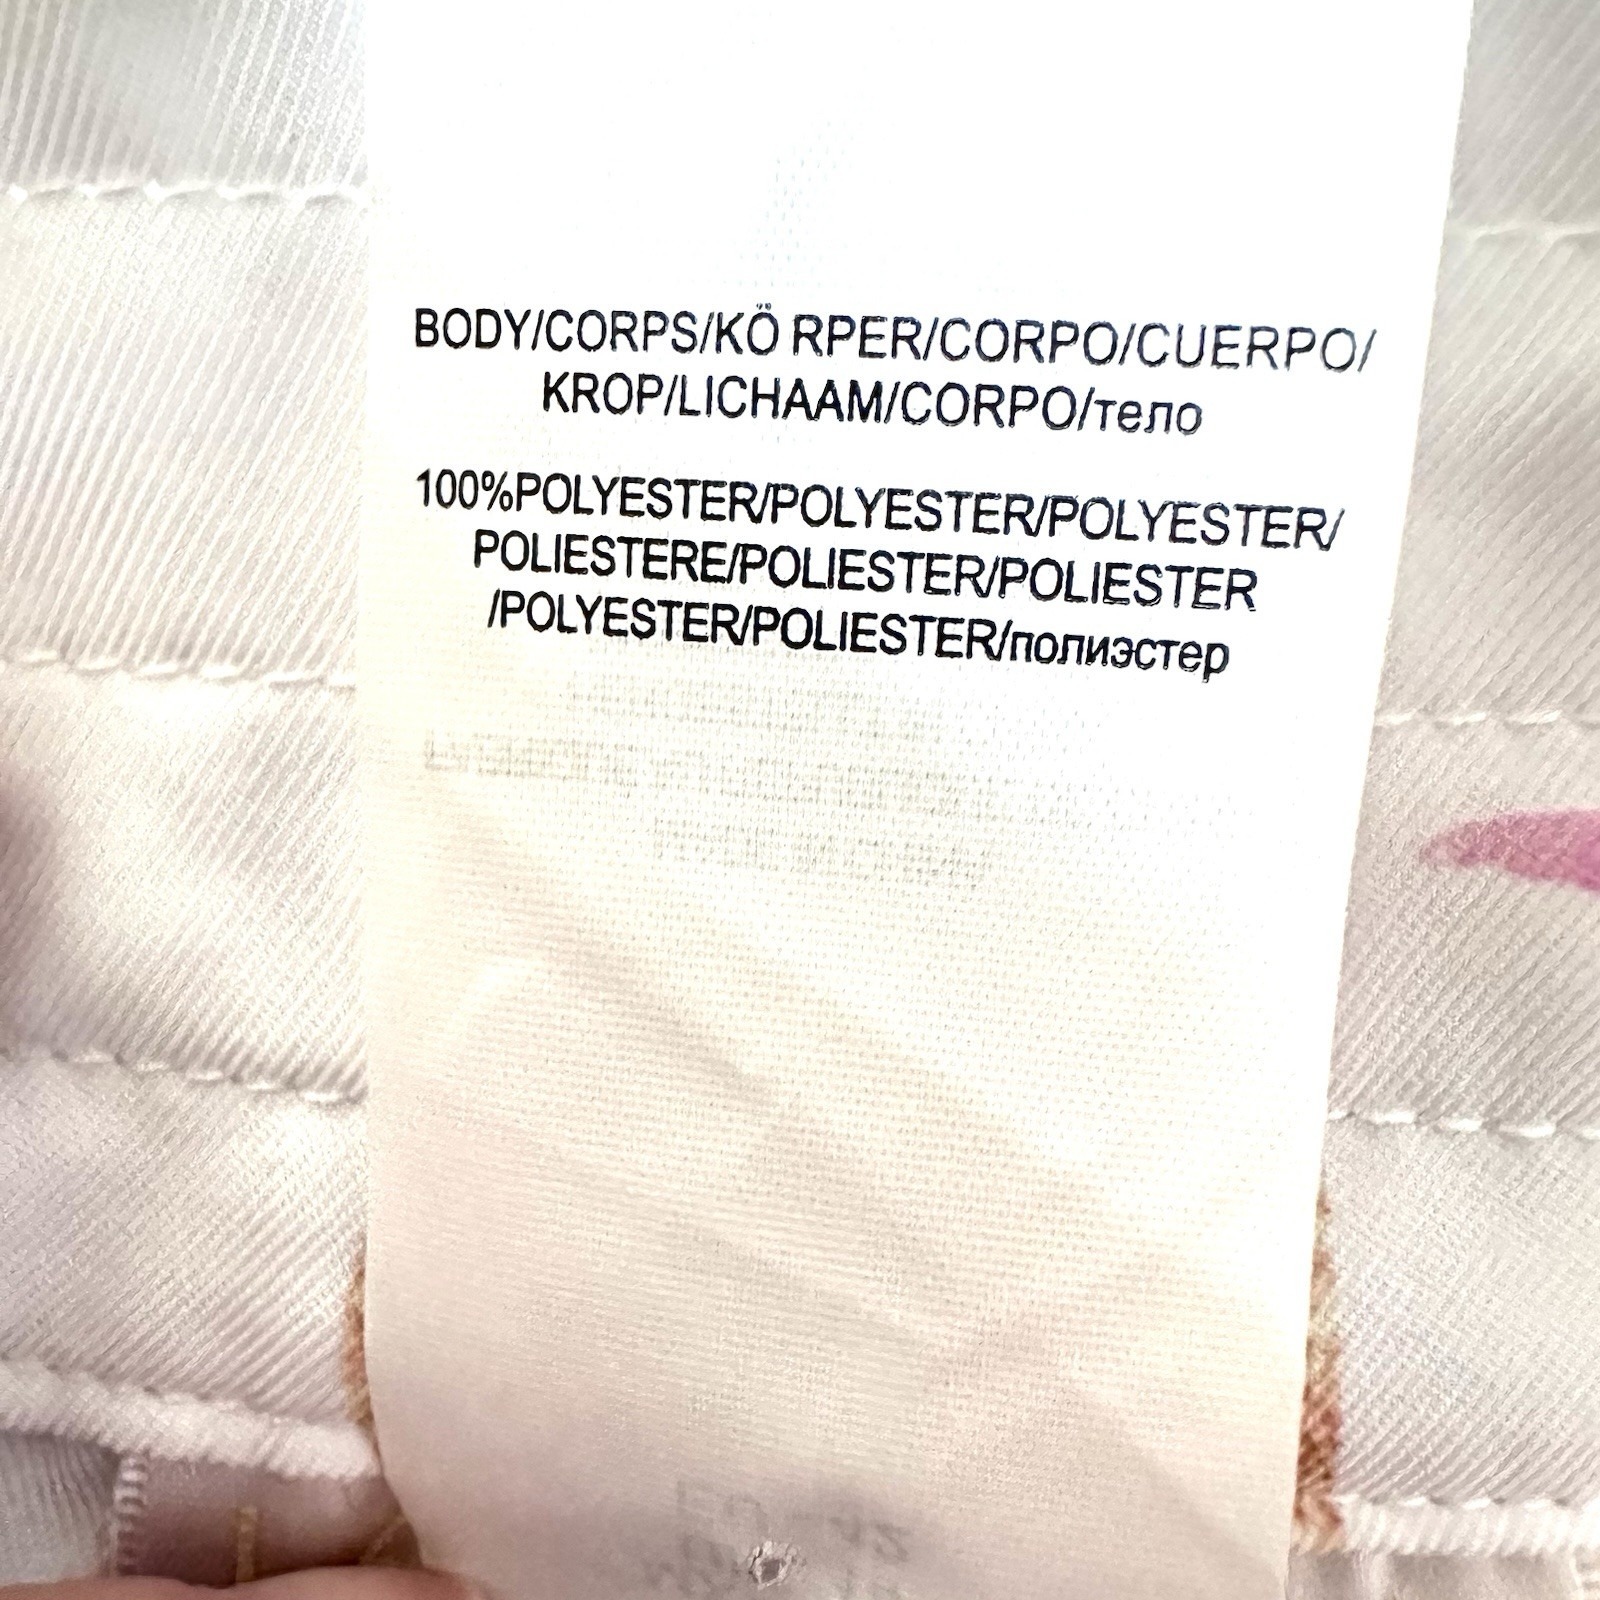 BODY/CORPS/KÖ RPER/CORPO/CUERPO/
KROP/LICHAAM/CORPO/тело
100%POLYESTER/POLYESTER/POLYESTER/
POLIESTERE/POLIESTER/POLIESTER
/POLYESTER/POLIESTER/полиэстер